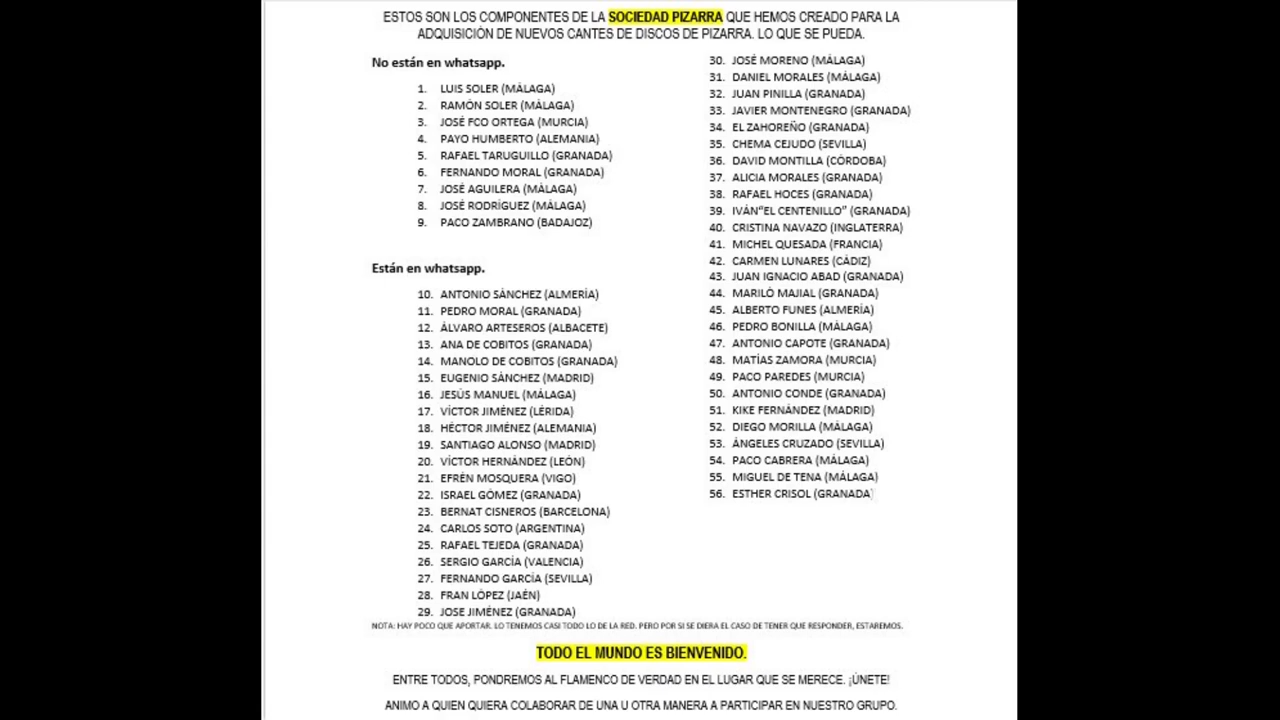 ESTOS SON LOS COMPONENTES DE LA SOCIEDAD PIZARRA QUE HEMOS CREADO PARA LA
ADQUISICIÓN DE NUEVOS CANTES DE DISCOS DE PIZARRA. LO QUE SE PUEDA.
No están en whatsapp.
1. LUIS SOLER (MÁLAGA)
2. RAMÓN SOLER (MÁLAGA)
3. JOSÉ FCO ORTEGA (MURCIA)
4. PAYO HUMBERTO (ALEMANIA)
5. RAFAEL TARUGUILLO (GRANADA)
6. FERNANDO MORAL (GRANADA)
7. JOSÉ AGUILERA (MÁLAGA)
8. JOSÉ RODRÍGUEZ (MÁLAGA)
9. PACO ZAMBRANO (BADAJOZ)
Están en whatsapp.
10. ANTONIO SÁNCHEZ (ALMERÍA)
11. PEDRO MORAL (GRANADA)
12. ÁLVARO ARTESEROS (ALBACETE)
13. ANA DE COBITOS (GRANADA)
14. MANOLO DE COBITOS (GRANADA)
15. EUGENIO SÁNCHEZ (MADRID)
16. JESÚS MANUEL (MÁLAGA)
17. VÍCTOR JIMÉNEZ (LÉRIDA)
18. HÉCTOR JIMÉNEZ (ALEMANIA)
19. SANTIAGO ALONSO (MADRID)
20. VÍCTOR HERNÁNDEZ (LEÓN)
21. EFRÉN MOSQUERA (VIGO)
22. ISRAEL GÓMEZ (GRANADA)
23. BERNAT CISNEROS (BARCELONA)
24. CARLOS SOTO (ARGENTINA)
25. RAFAEL TEJEDA (GRANADA)
26. SERGIO GARCÍA (VALENCIA)
27. FERNANDO GARCÍA (SEVILLA)
28. FRAN LÓPEZ (JAÉN)
29. JOSE JIMÉNEZ (GRANADA)
30. JOSÉ MORENO (MÁLAGA)
31. DANIEL MORALES (MÁLAGA)
32. JUAN PINILLA (GRANADA)
33. JAVIER MONTENEGRO (GRANADA)
34. EL ZAHOREÑO (GRANADA)
35. CHEMA CEJUDO (SEVILLA)
36. DAVID MONTILLA (CÓRDOBA)
37. ALICIA MORALES (GRANADA)
38. RAFAEL HOCES (GRANADA)
39. IVÁN"EL CENTENILLO" (GRANADA)
40. CRISTINA NAVAZO (INGLATERRA)
41. MICHEL QUESADA (FRANCIA)
42. CARMEN LUNARES (CÁDIZ)
43. JUAN IGNACIO ABAD (GRANADA)
44. MARILÓ MAJIAL (GRANADA)
45. ALBERTO FUNES (ALMERÍA)
46. PEDRO BONILLA (MÁLAGA)
47. ANTONIO CAPOTE (GRANADA)
48. MATÍAS ZAMORA (MURCIA)
49. PACO PAREDES (MURCIA)
50. ANTONIO CONDE (GRANADA)
51. KIKE FERNÁNDEZ (MADRID)
52. DIEGO MORILLA (MÁLAGA)
53. ÁNGELES CRUZADO (SEVILLA)
54. PACO CABRERA (MÁLAGA)
55. MIGUEL DE TENA (MÁLAGA)
56. ESTHER CRISOL (GRANADA)
NOTA: HAY POCO QUE APORTAR. LO TENEMOS CASI TODO LO DE LA RED. PERO POR SI SE DIERA EL CASO DE TENER QUE RESPONDER, ESTAREMOS.
TODO EL MUNDO ES BIENVENIDO.
ENTRE TODOS, PONDREMOS AL FLAMENCO DE VERDAD EN EL LUGAR QUE SE MERECE. ¡ÚNETE!
ANIMO A QUIEN QUIERA COLABORAR DE UNA U OTRA MANERA A PARTICIPAR EN NUESTRO GRUPO.